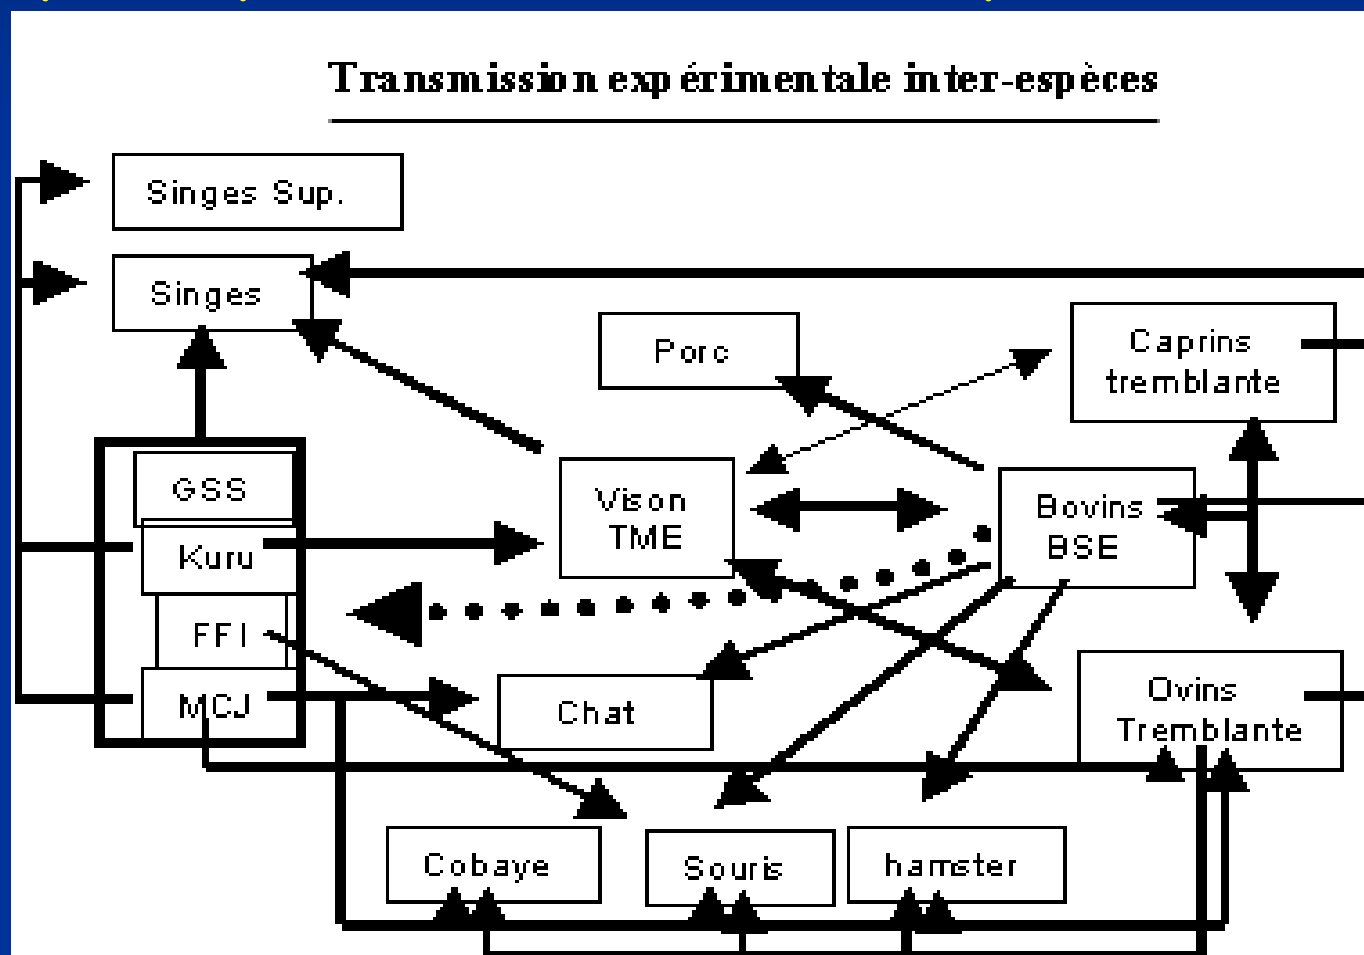 Transmission expérimentale inter-espèces
Singes Sup.
Singes
Porc
Caprins
tremblante
GSS
Vison
TME
Bovins
BSE
Kuru
FFI
MCJ
Chat
Ovins
Tremblante
Cobaye
Souris
hamster